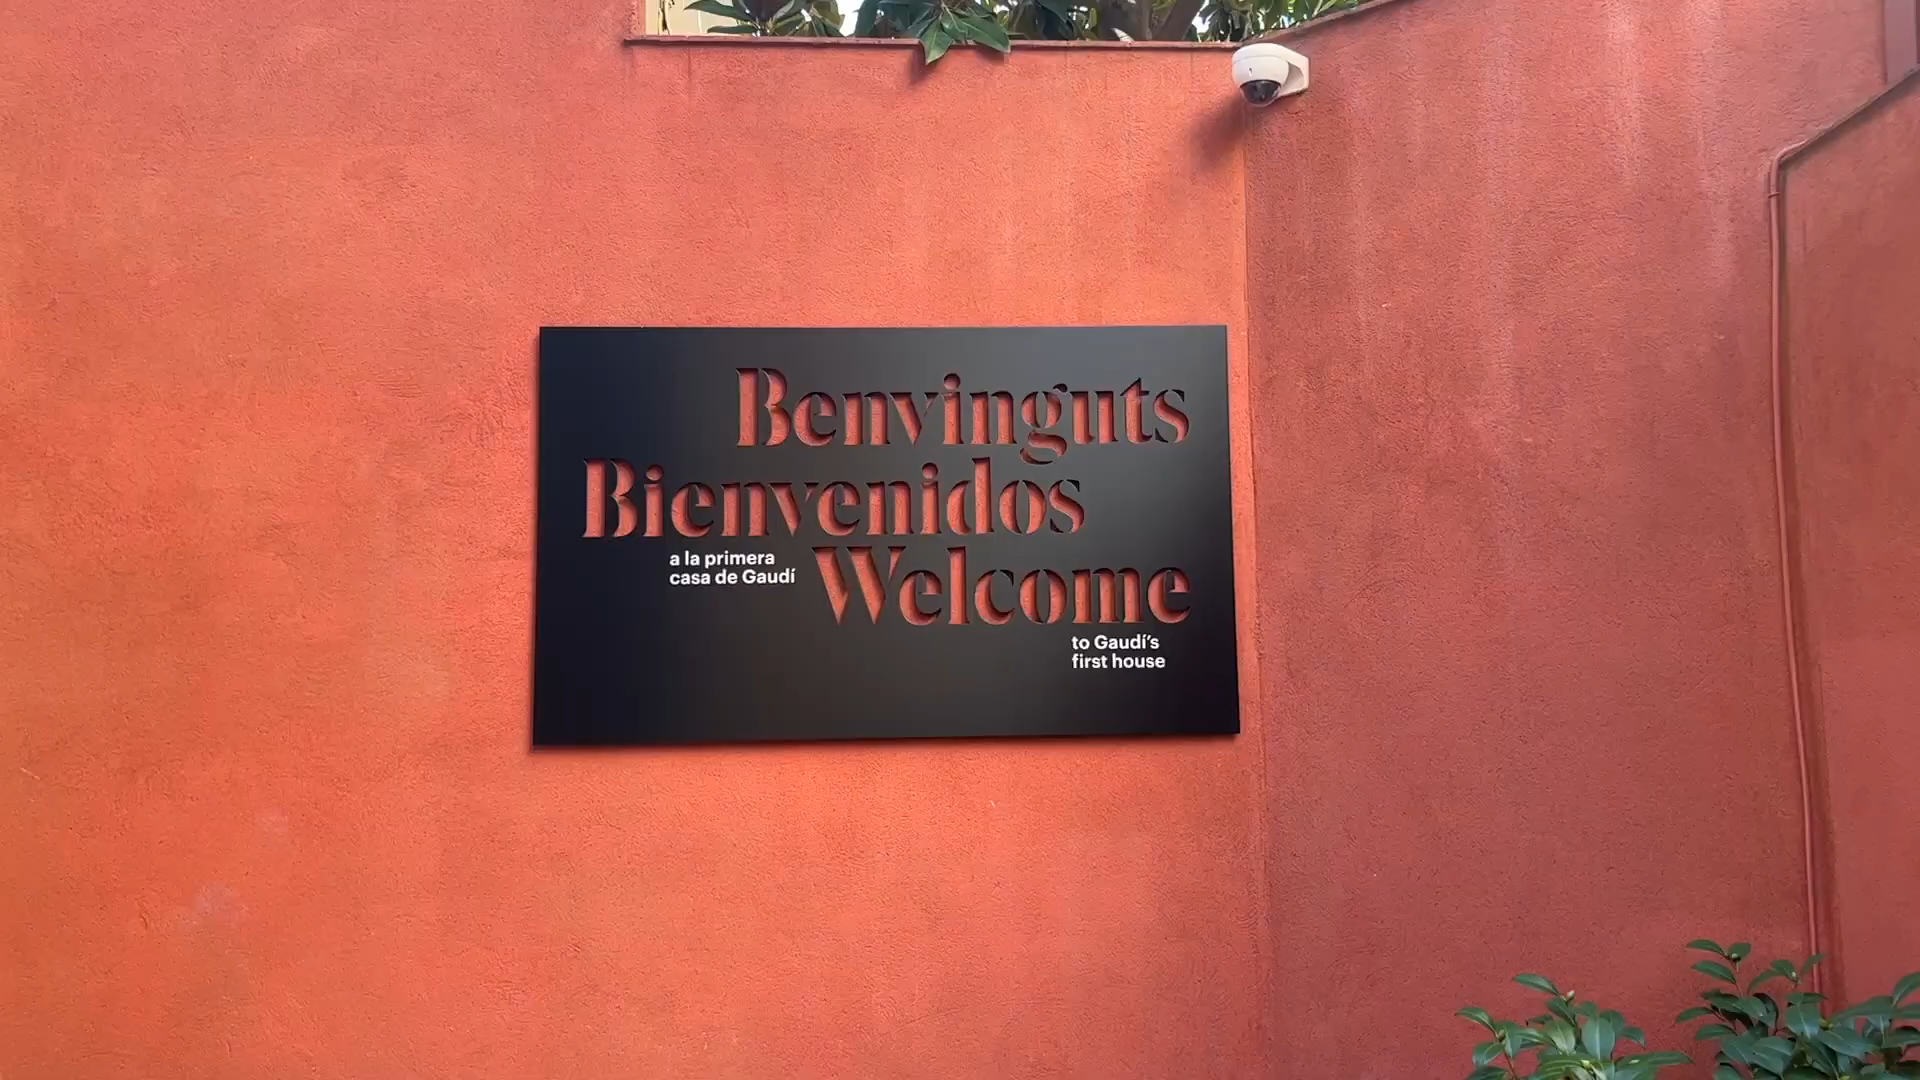 Benvinguts
Bienvenidos
a la primera
casa de Gaudí
Welcome
to Gaudí's
first house